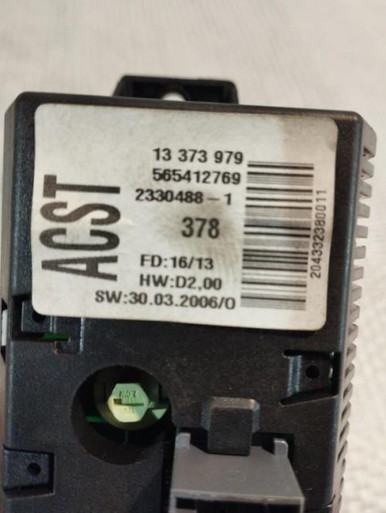 ACST
13 373 979
565412769
2330488-1
378
FD:16/13
HW:D2,00
SW:30.03.2006/0
2043323380011